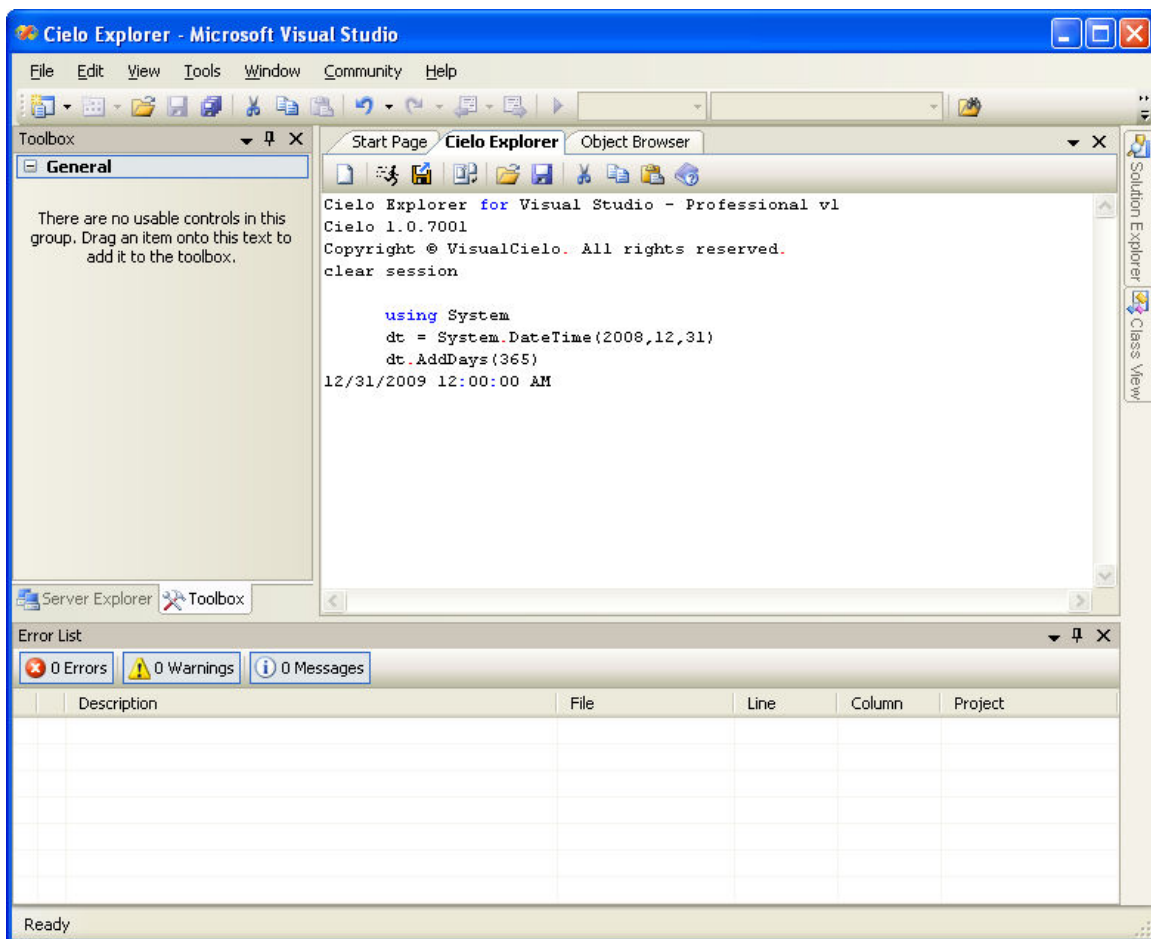 Cielo Explorer - Microsoft Visual Studio
File Edit View Tools Window Community Help
Toolbox
General
There are no usable controls in this
group. Drag an item onto this text to
add it to the toolbox.
Server Explorer Toolbox
Start Page Cielo Explorer Object Browser
Cielo Explorer for Visual Studio - Professional v1
Cielo 1.0.7001
Copyright © VisualCielo. All rights reserved.
clear session
using System
dt = System.DateTime(2008,12,31)
dt.AddDays(365)
12/31/2009 12:00:00 AM
Solution Explorer
Class View
Error List
0 Errors 0 Warnings 0 Messages
Description File Line Column Project
Ready